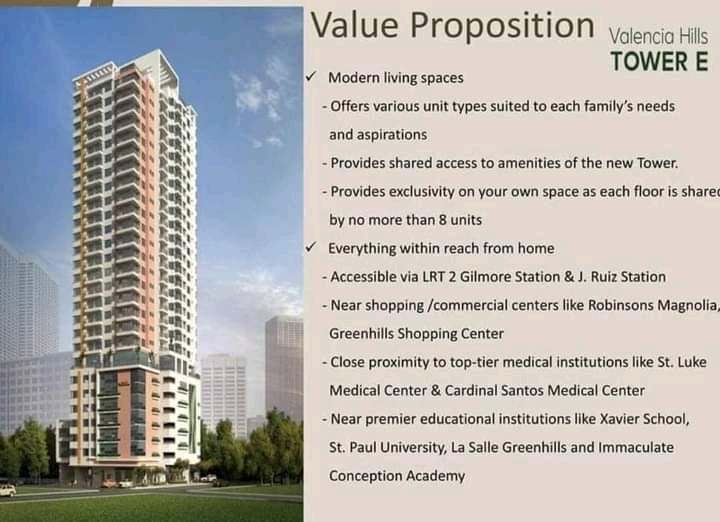 Value Proposition
Valencia Hills
TOWER E
✓ Modern living spaces
- Offers various unit types suited to each family's needs
and aspirations
- Provides shared access to amenities of the new Tower.
- Provides exclusivity on your own space as each floor is shared
by no more than 8 units
✓ Everything within reach from home
- Accessible via LRT 2 Gilmore Station & J. Ruiz Station
- Near shopping /commercial centers like Robinsons Magnolia,
Greenhills Shopping Center
- Close proximity to top-tier medical institutions like St. Luke
Medical Center & Cardinal Santos Medical Center
- Near premier educational institutions like Xavier School,
St. Paul University, La Salle Greenhills and Immaculate
Conception Academy